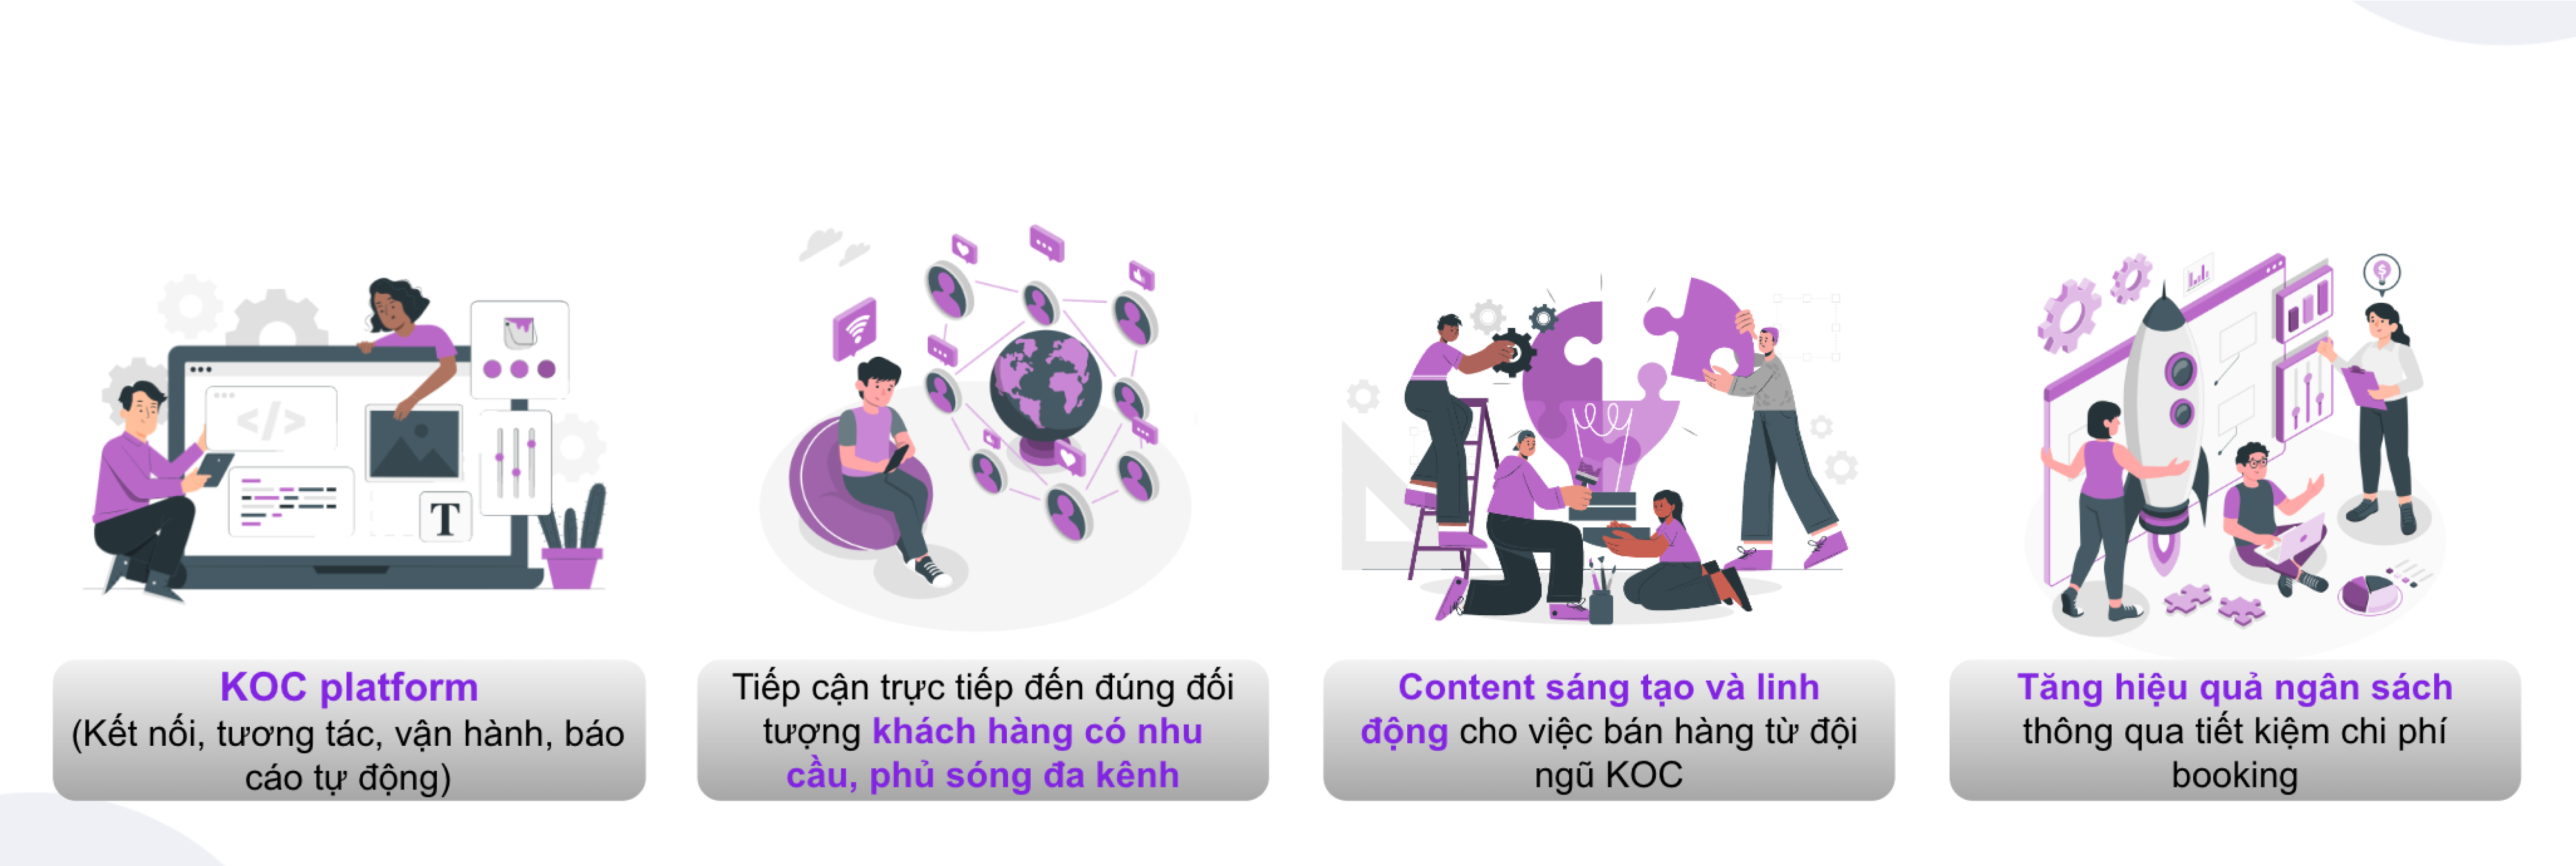 T
KOC platform
(Kết nối, tương tác, vận hành, báo
cáo tự động)
Tiếp cận trực tiếp đến đúng đối
tượng khách hàng có nhu
cầu, phủ sóng đa kênh
Content sáng tạo và linh
động cho việc bán hàng từ đội
ngũ KOC
Tăng hiệu quả ngân sách
thông qua tiết kiệm chi phí
booking